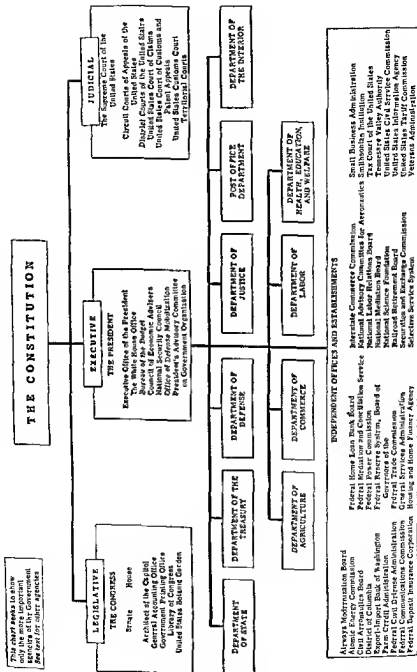 This chart seeks to show
only the more important
agencies of the Government
See text for other agencies
THE CONSTITUTION
LEGISLATIVE
THE CONGRESS
Senate House
Architect of the Capitol
General Accounting Office
Government Printing Office
Library of Congress
United States Botanic Garden
EXECUTIVE
THE PRESIDENT
Executive Office of the President
The White House Office
Bureau of the Budget
Council of Economic Advisers
National Security Council
Office of Defense Mobilization
President's Advisory Committee
on Government Organization
JUDICIAL
The Supreme Court of the
United States
Circuit Courts of Appeals of the
United States
District Courts of the United States
United States Court of Claims
United States Court of Customs and
Patent Appeals
United States Customs Court
Territorial Courts
DEPARTMENT
OF STATE
DEPARTMENT OF THE
TREASURY
DEPARTMENT
OF DEFENSE
DEPARTMENT
OF JUSTICE
POST OFFICE
DEPARTMENT
DEPARTMENT OF
THE INTERIOR
DEPARTMENT OF
AGRICULTURE
DEPARTMENT OF
COMMERCE
DEPARTMENT OF
LABOR
DEPARTMENT OF
HEALTH, EDUCATION,
AND WELFARE
INDEPENDENT OFFICES AND ESTABLISHMENTS
Airways Modernization Board
Atomic Energy Commission
Civil Aeronautics Board
District of Columbia
Export-Import Bank of Washington
Farm Credit Administration
Federal Civil Defense Administration
Federal Communications Commission
Federal Deposit Insurance Corporation
Federal Home Loan Bank Board
Federal Mediation and Conciliation Service
Federal Power Commission
Federal Reserve System, Board of
Governors of the
Federal Trade Commission
General Services Administration
Housing and Home Finance Agency
Interstate Commerce Commission
National Advisory Committee for Aeronautics
National Labor Relations Board
National Mediation Board
National Science Foundation
Railroad Retirement Board
Securities and Exchange Commission
Selective Service System
Small Business Administration
Smithsonian Institution
Tax Court of the United States
Tennessee Valley Authority
United States Civil Service Commission
United States Information Agency
United States Tariff Commission
Veterans Administration